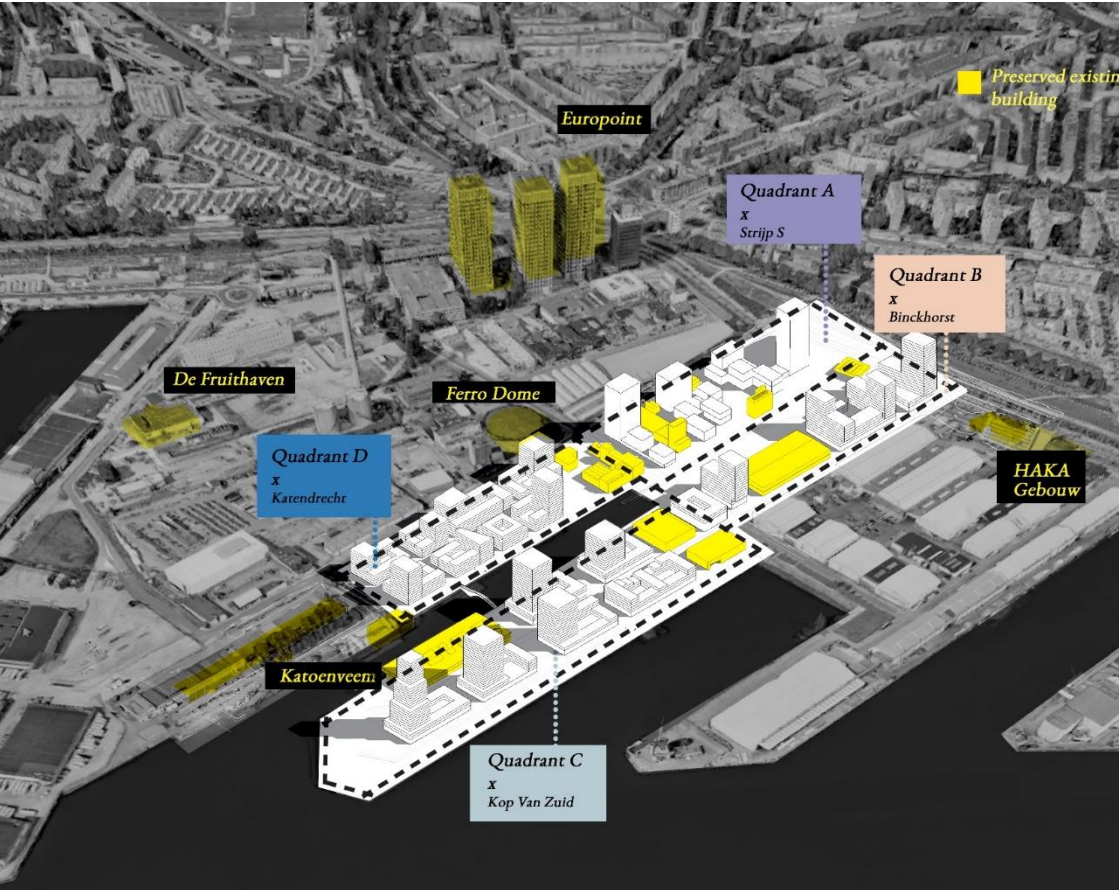 Preserved existin
building
Europoint
Quadrant A
x
Strijp S
Quadrant B
x
Binckhorst
De Fruithaven
Ferro Dome
Quadrant D
x
Katendrecht
HAKA
Gebouw
Katoenveem
Quadrant C
x
Kop Van Zuid